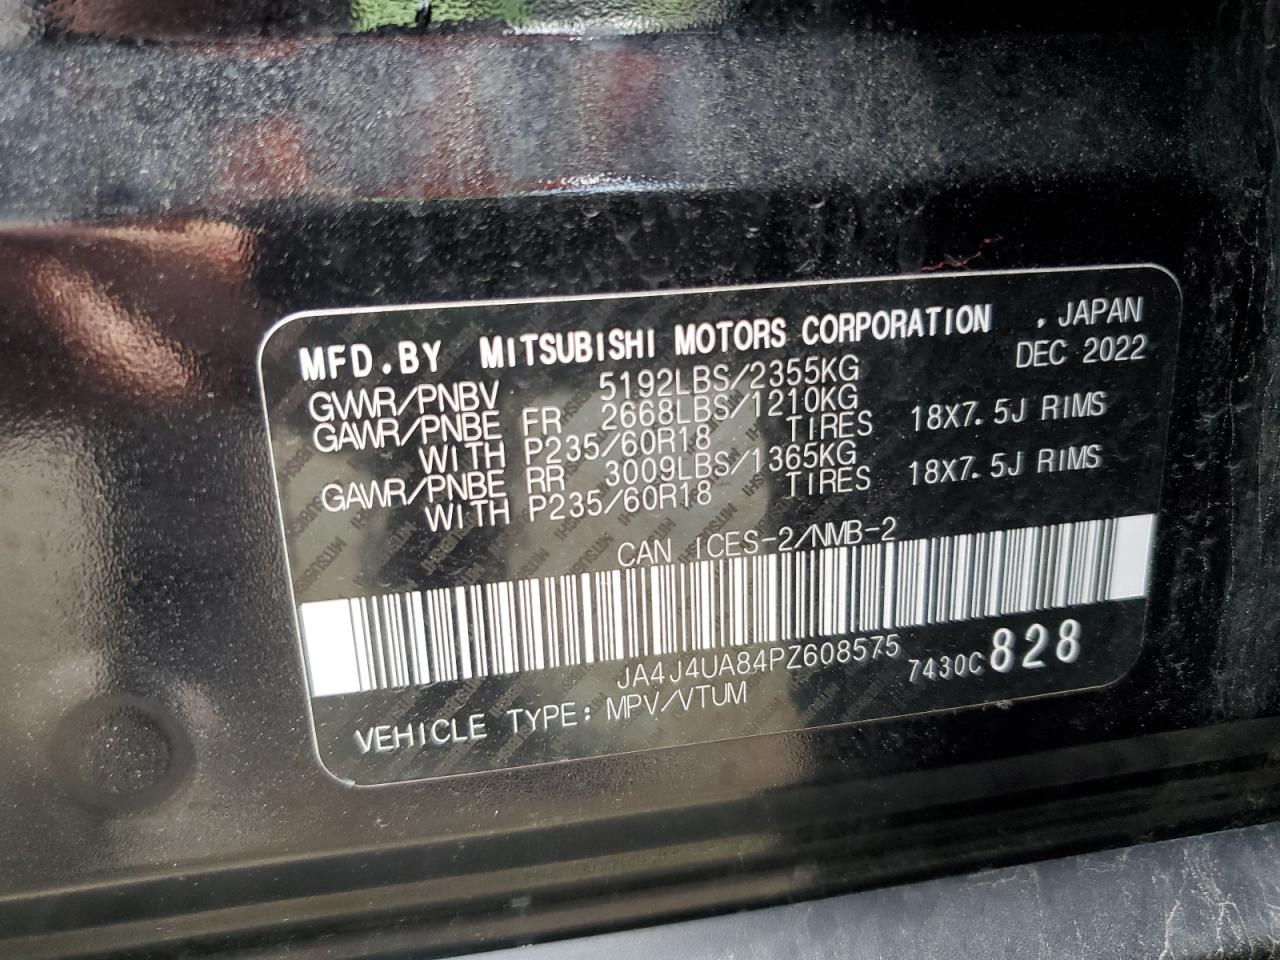 MFD.BY MITSUBISHI MOTORS CORPORATION , JAPAN
DEC 2022
GVWR/PNBV 5192LBS/2355KG
GAWR/PNBE FR 2668LBS/1210KG
WITH P235/60R18 TIRES 18X7.5J RIMS
GAWR/PNBE RR 3009LBS/1365KG
WITH P235/60R18 TIRES 18X7.5J RIMS
CAN ICES-2/NMB-2
JA4J4UA84PZ608575 7430C 828
VEHICLE TYPE: MPV/VTUM